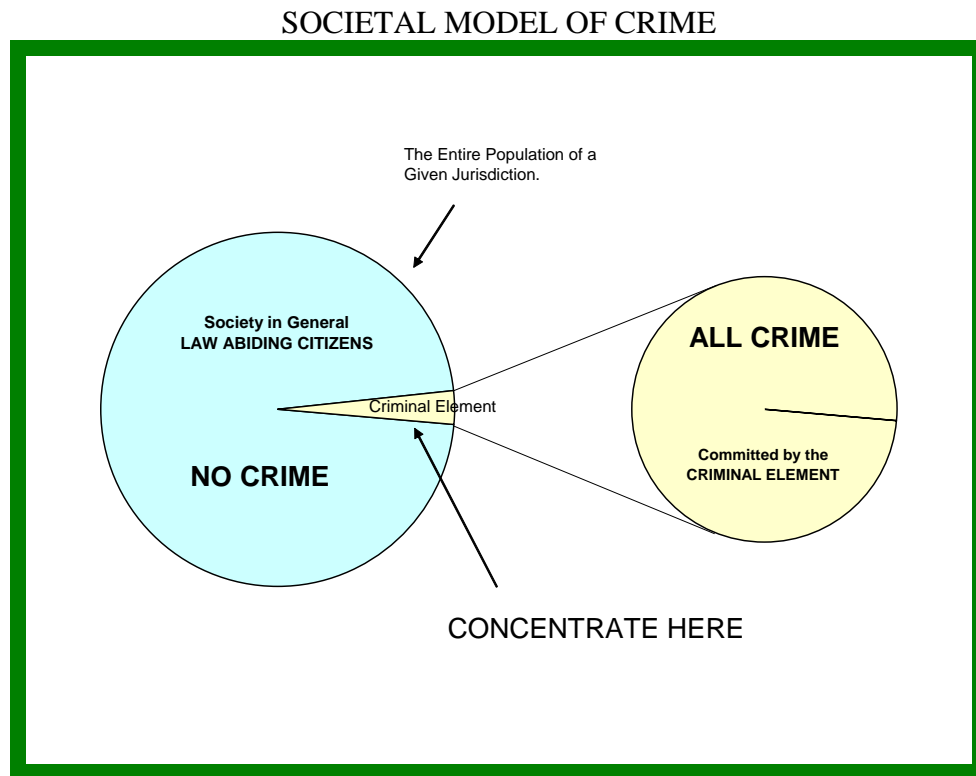 SOCIETAL MODEL OF CRIME
The Entire Population of a
Given Jurisdiction.
Society in General
LAW ABIDING CITIZENS
Criminal Element
NO CRIME
ALL CRIME
Committed by the
CRIMINAL ELEMENT
CONCENTRATE HERE